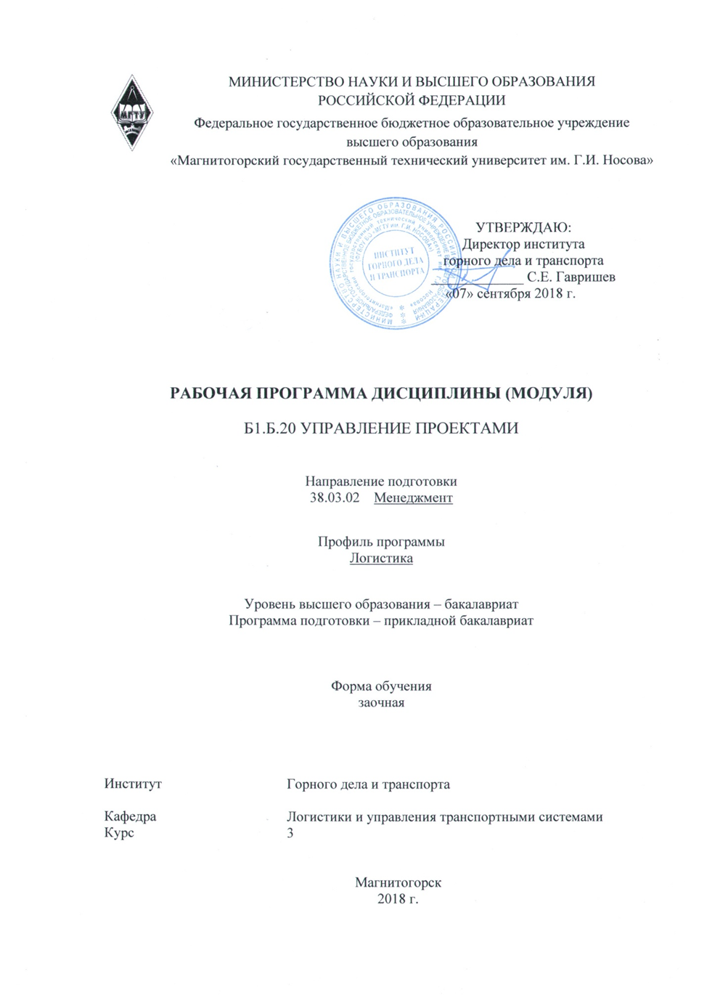 МИНИСТЕРСТВО НАУКИ И ВЫСШЕГО ОБРАЗОВАНИЯ
РОССИЙСКОЙ ФЕДЕРАЦИИ
МГТУ
Федеральное государственное бюджетное образовательное учреждение
высшего образования
«Магнитогорский государственный технический университет им. Г.И. Носова»
УТВЕРЖДАЮ:
Директор института
горного дела и транспорта
С.Е. Гавришев
«07» сентября 2018 г.
ИНСТИТУТ
ГОРНОГО ДЕЛА
И ТРАНСПОРТА
РАБОЧАЯ ПРОГРАММА ДИСЦИПЛИНЫ (МОДУЛЯ)
Б1.Б.20 УПРАВЛЕНИЕ ПРОЕКТАМИ
Направление подготовки
38.03.02 Менеджмент
Профиль программы
Логистика
Уровень высшего образования – бакалавриат
Программа подготовки – прикладной бакалавриат
Форма обучения
заочная
Институт Горного дела и транспорта
Кафедра Логистики и управления транспортными системами
Курс 3
Магнитогорск
2018 г.